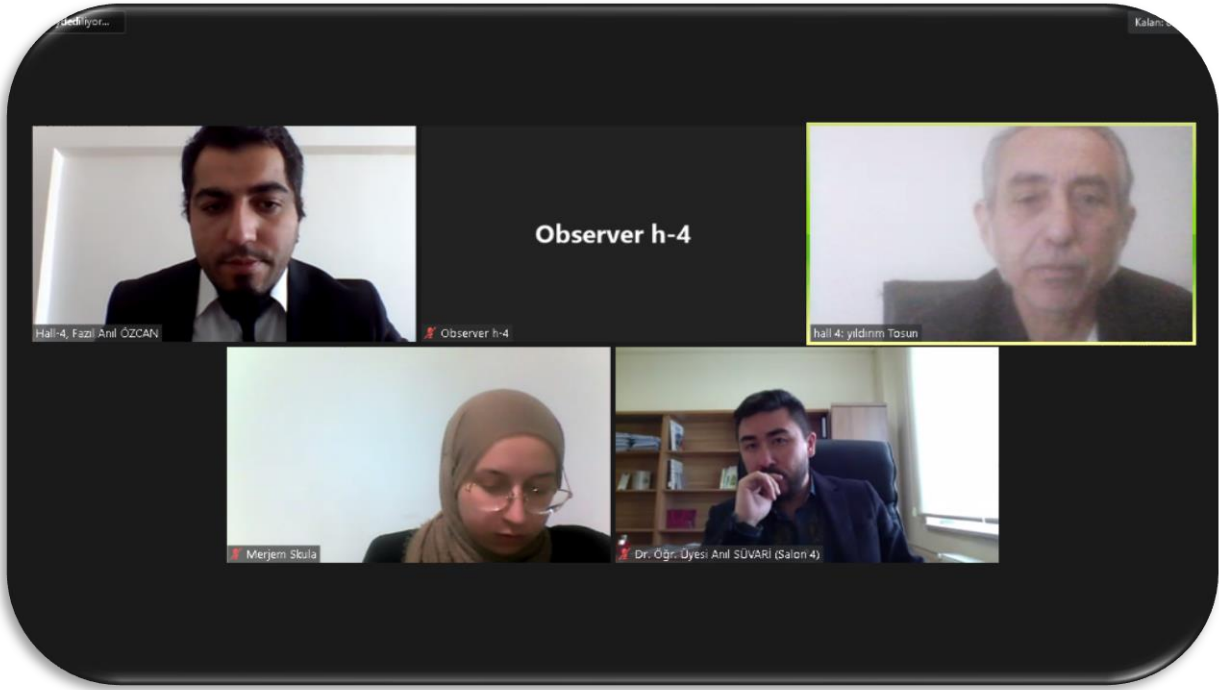 Observer h-4
Hall-4, Fazıl Anıl ÖZCAN
Observer h-4
hall 4: yıldırım Tosun
Merjem Skula
Dr. Öğr. Üyesi Anıl SÜVARİ (Salon 4)
Kalan: